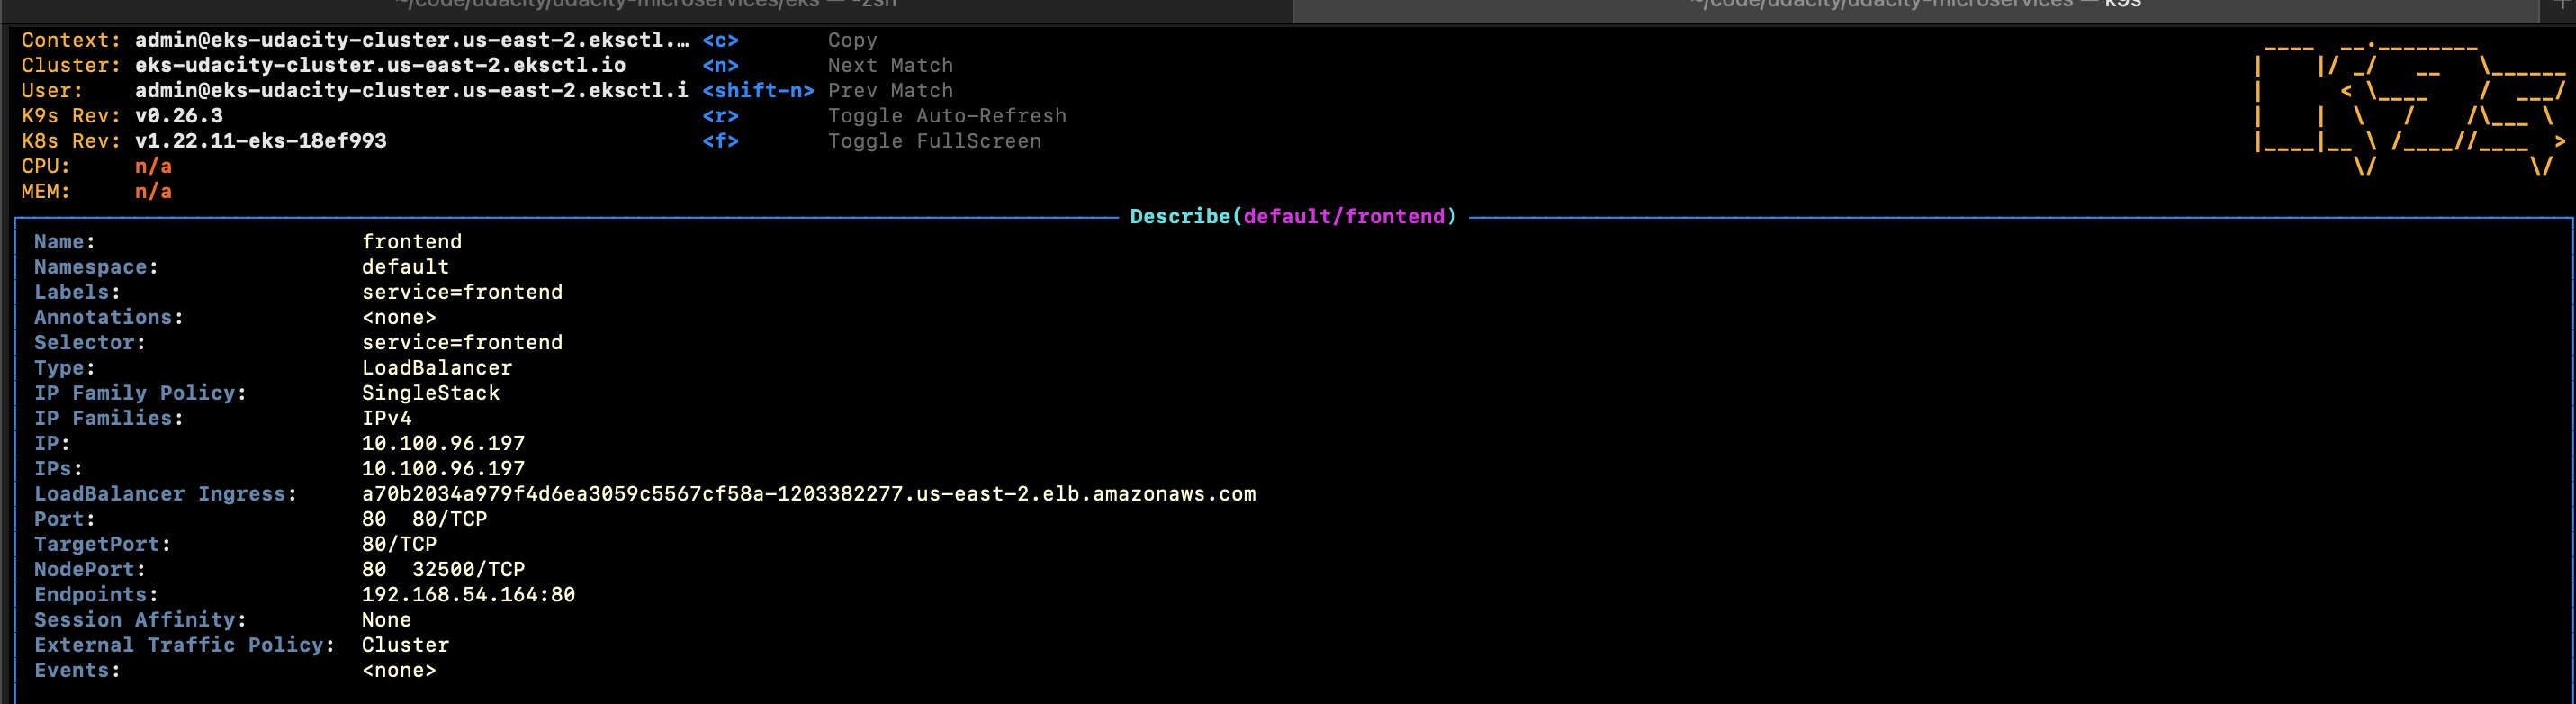 ~/code/udacity/udacity-microservices/eks — -zsh
~/code/udacity/udacity-microservices — k9s
Context: admin@eks-udacity-cluster.us-east-2.eksctl.… <c> Copy
Cluster: eks-udacity-cluster.us-east-2.eksctl.io <n> Next Match
User: admin@eks-udacity-cluster.us-east-2.eksctl.i <shift-n> Prev Match
K9s Rev: v0.26.3 <r> Toggle Auto-Refresh
K8s Rev: v1.22.11-eks-18ef993 <f> Toggle FullScreen
CPU: n/a
MEM: n/a
Describe(default/frontend)
Name: frontend
Namespace: default
Labels: service=frontend
Annotations: <none>
Selector: service=frontend
Type: LoadBalancer
IP Family Policy: SingleStack
IP Families: IPv4
IP: 10.100.96.197
IPs: 10.100.96.197
LoadBalancer Ingress: a70b2034a979f4d6ea3059c5567cf58a-1203382277.us-east-2.elb.amazonaws.com
Port: 80 80/TCP
TargetPort: 80/TCP
NodePort: 80 32500/TCP
Endpoints: 192.168.54.164:80
Session Affinity: None
External Traffic Policy: Cluster
Events: <none>